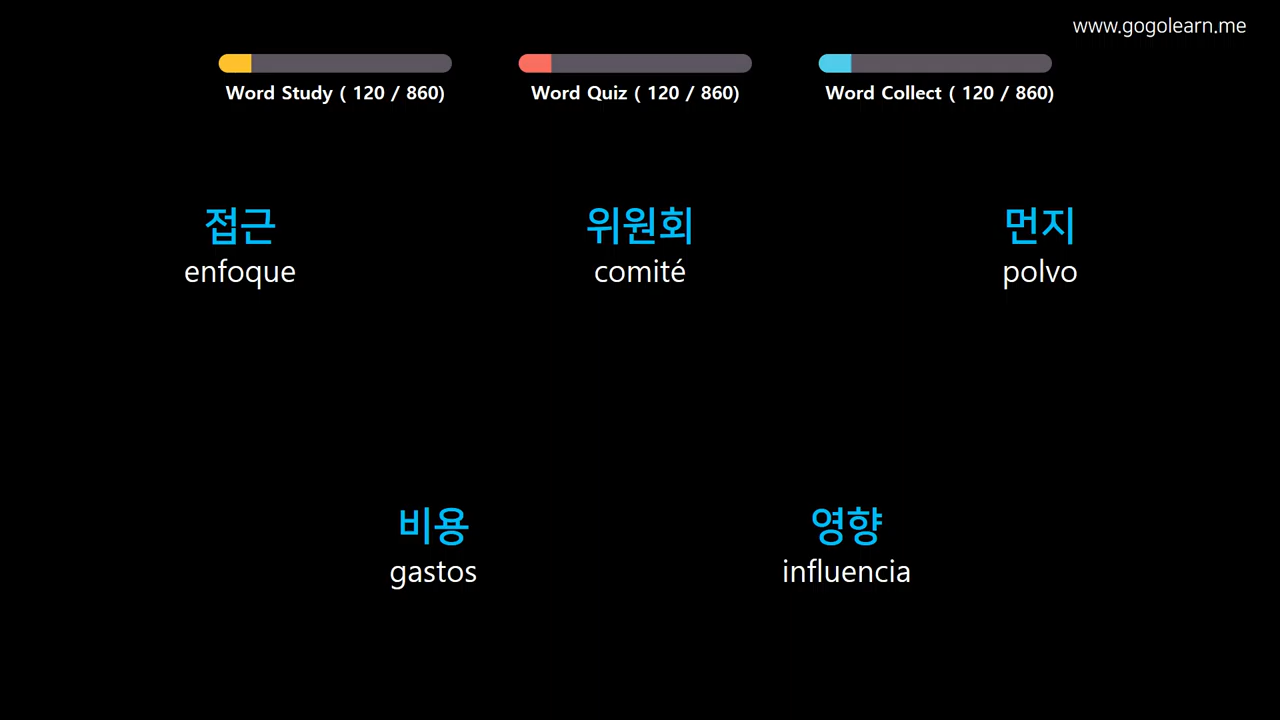 www.gogolearn.me
Word Study ( 120 / 860)
Word Quiz ( 120 / 860)
Word Collect ( 120 / 860)
접근
enfoque
위원회
comité
먼지
polvo
비용
gastos
영향
influencia